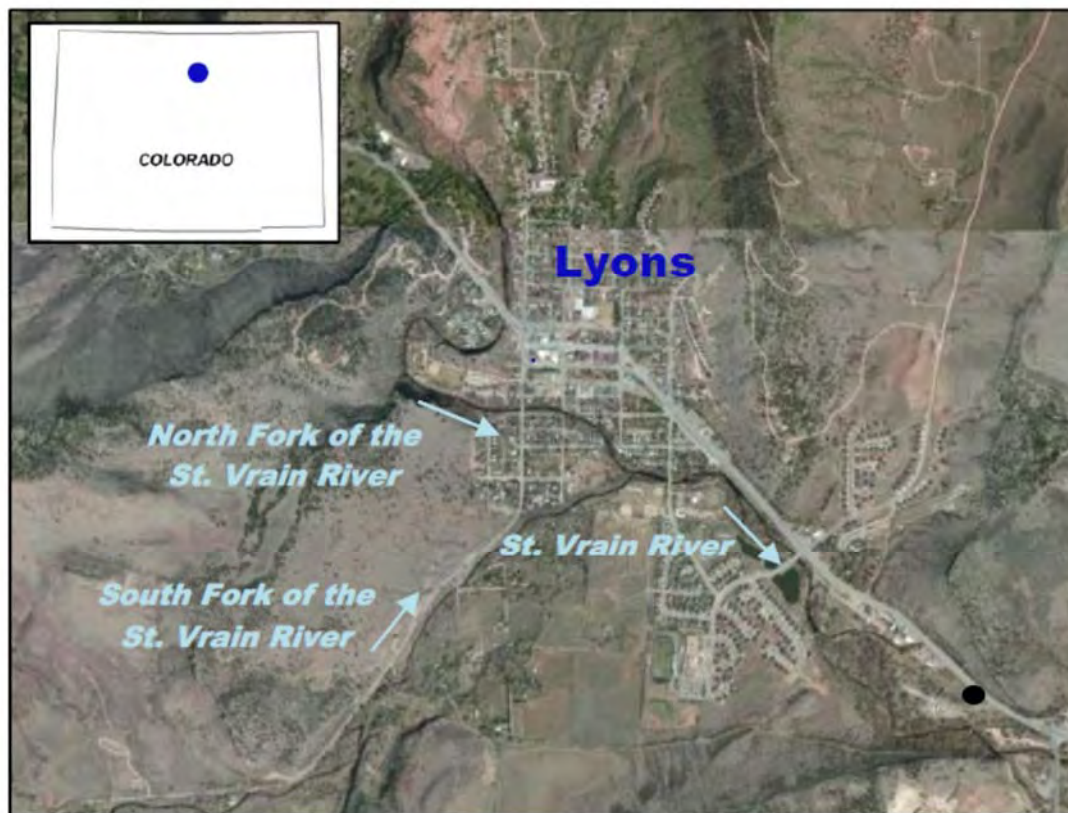 COLORADO
Lyons
North Fork of the
St. Vrain River
St. Vrain River
South Fork of the
St. Vrain River